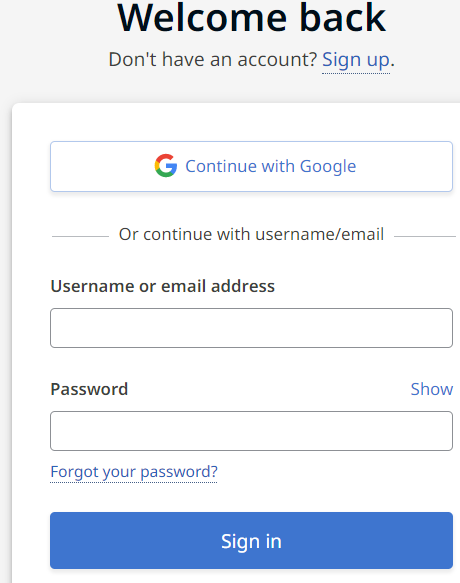 Welcome back
Don't have an account? Sign up.
Continue with Google
Or continue with username/email
Username or email address
Password Show
Forgot your password?
Sign in